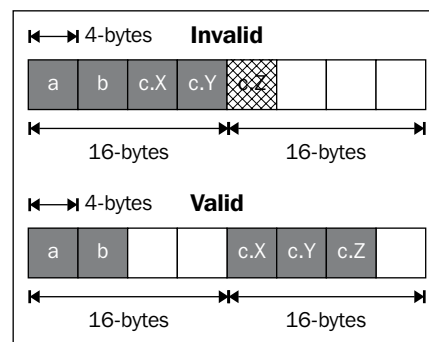 4-bytes Invalid
a b c.X c.Y c.Z
16-bytes 16-bytes
4-bytes Valid
a b c.X c.Y c.Z
16-bytes 16-bytes